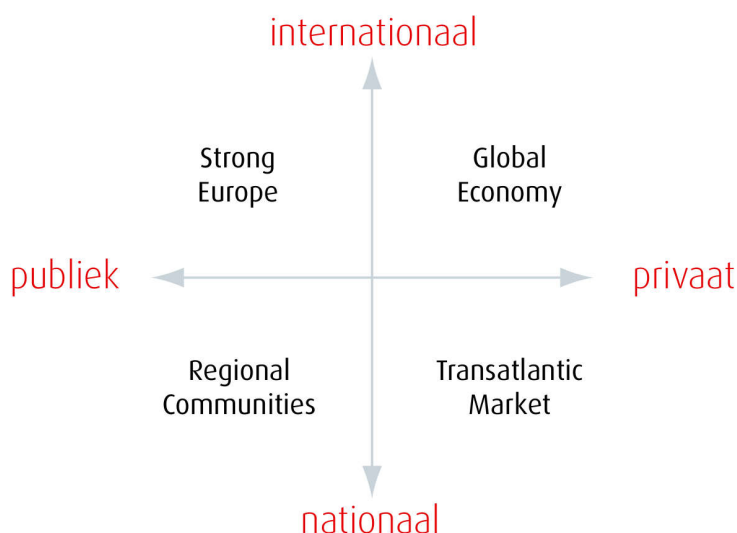 internationaal
Strong
Europe
Global
Economy
publiek
privaat
Regional
Communities
Transatlantic
Market
nationaal